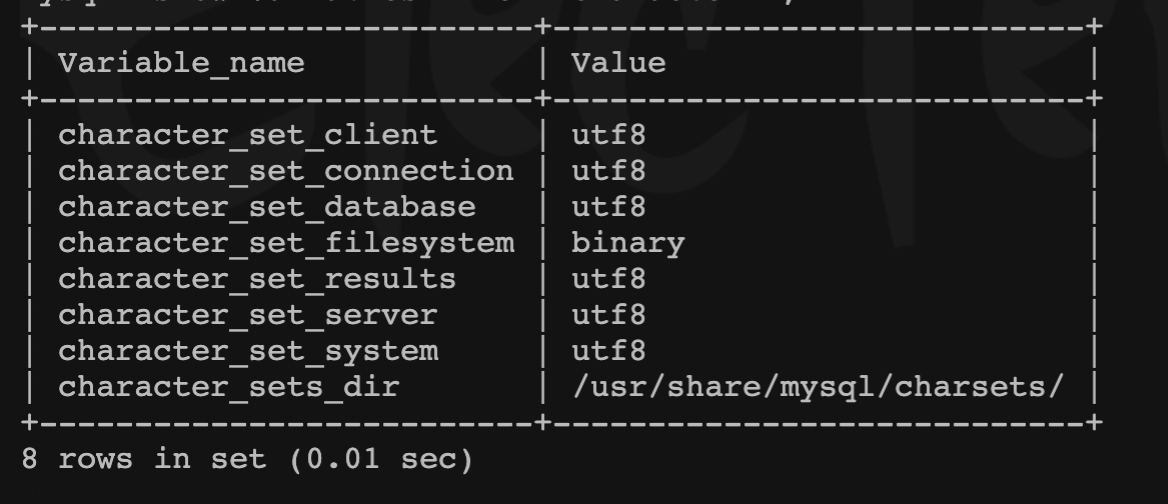 +--------------------------+----------------------------+
| Variable_name            | Value                      |
+--------------------------+----------------------------+
| character_set_client     | utf8                       |
| character_set_connection | utf8                       |
| character_set_database   | utf8                       |
| character_set_filesystem | binary                     |
| character_set_results    | utf8                       |
| character_set_server     | utf8                       |
| character_set_system     | utf8                       |
| character_sets_dir       | /usr/share/mysql/charsets/ |
+--------------------------+----------------------------+
8 rows in set (0.01 sec)